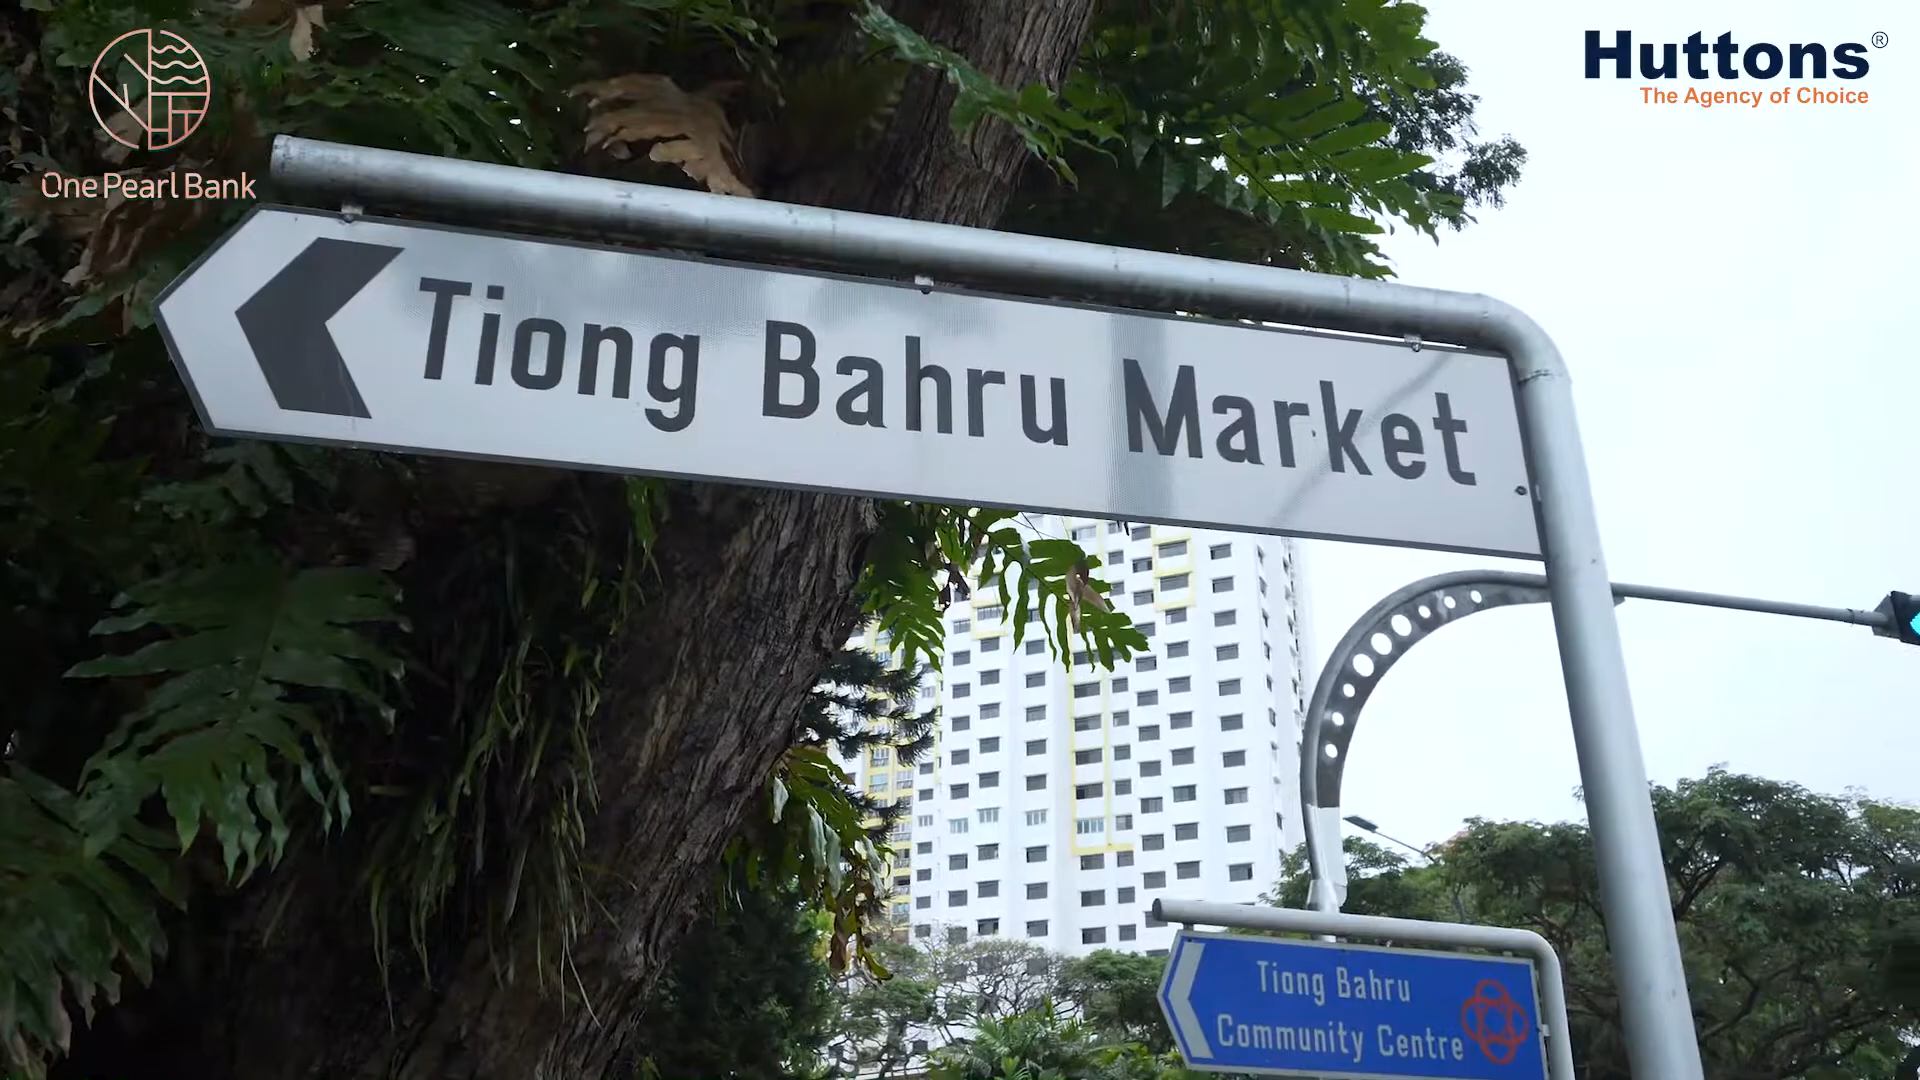 One Pearl Bank
Huttons®
The Agency of Choice
Tiong Bahru Market
Tiong Bahru
Community Centre